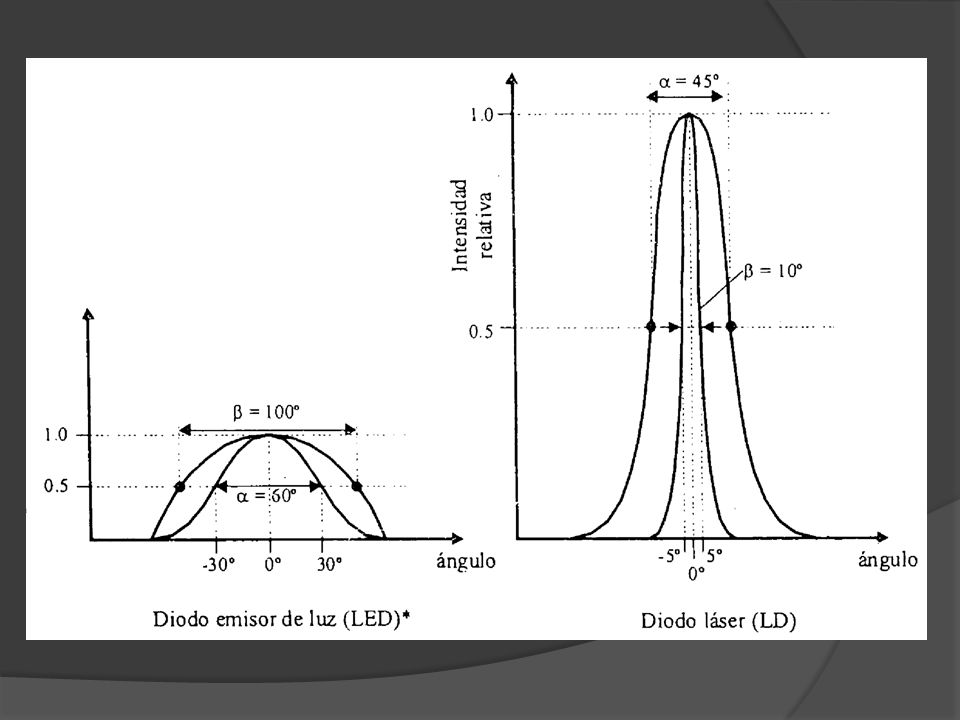 β = 100°
1.0
0.5
α = 60°
-30° 0° 30° ángulo
Diodo emisor de luz (LED)*
α = 45°
1.0
Intensidad
relativa
β = 10°
0.5
-5° 5°
0°
ángulo
Diodo láser (LD)